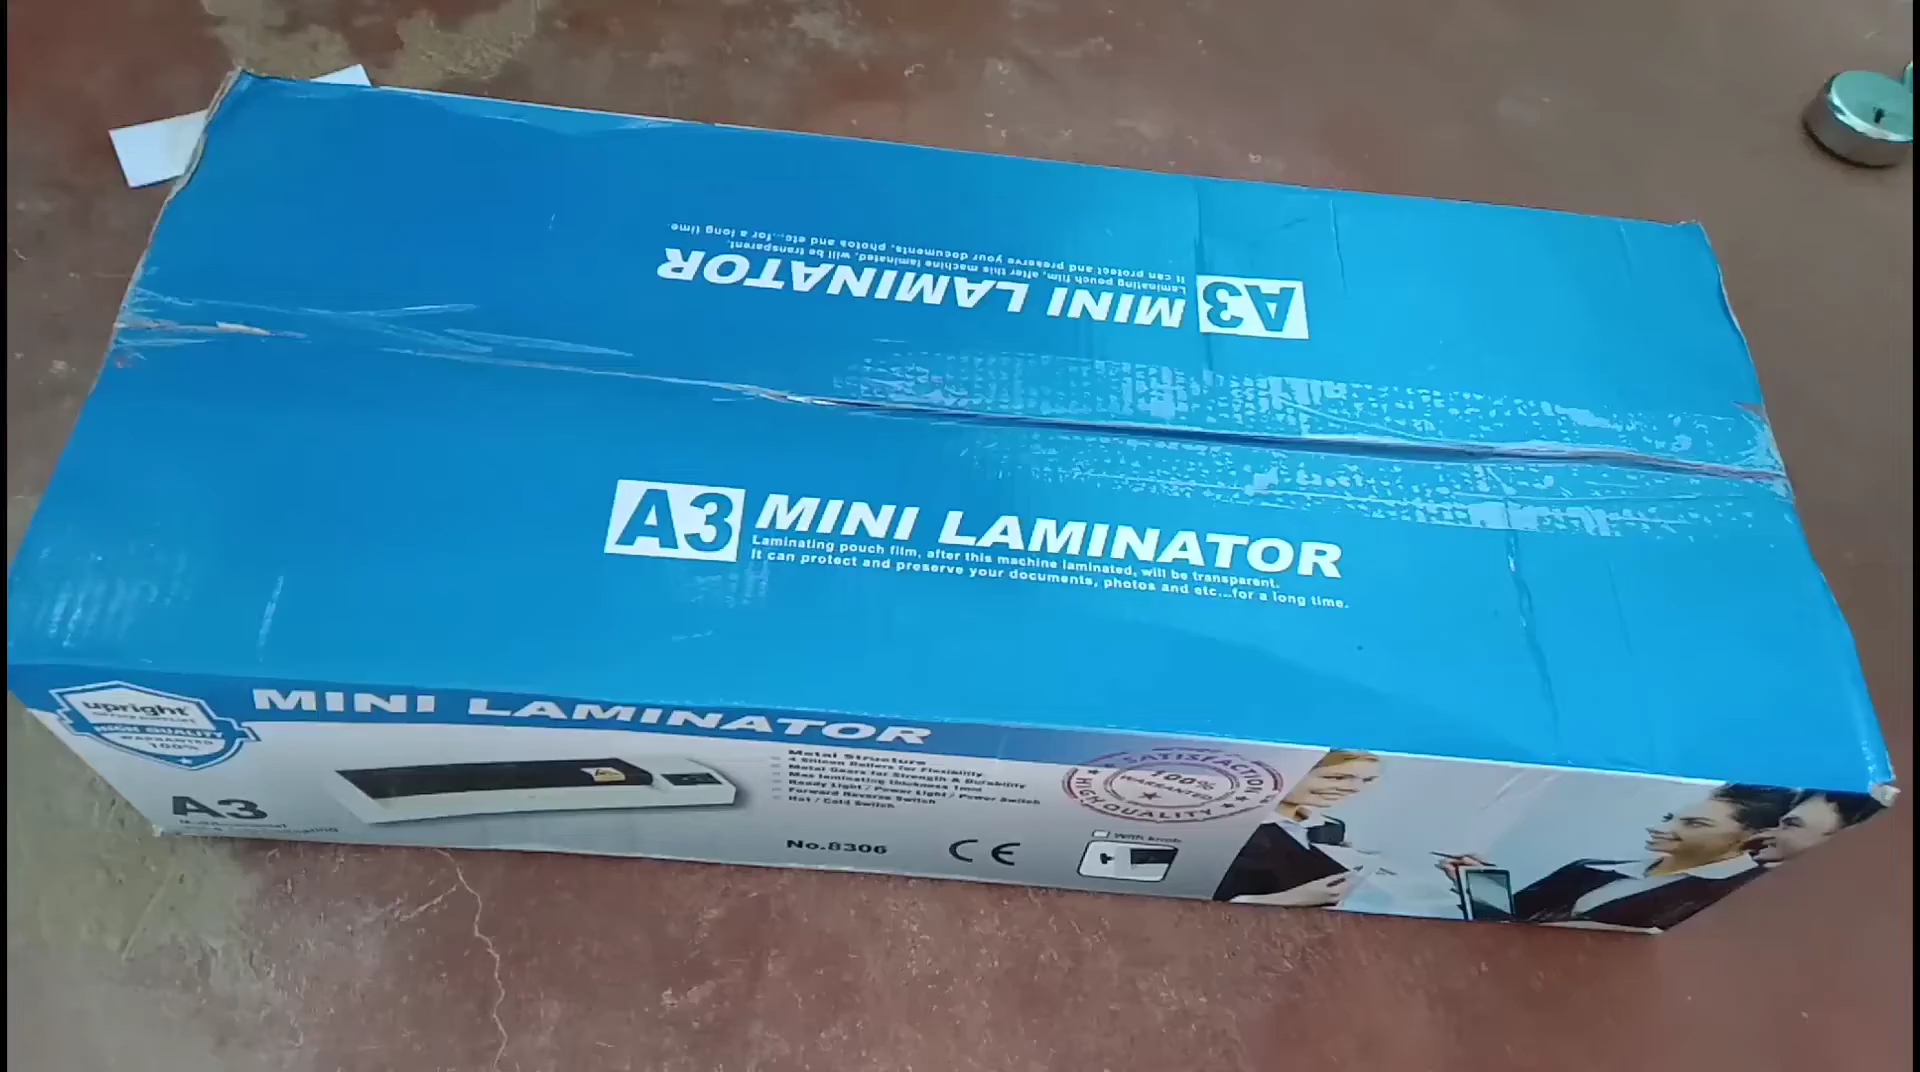 A3 MINI LAMINATOR
Laminating pouch film, after this machine laminated, will be transparent.
It can protect and preserve your documents, photos and etc...for a long time.
A3 MINI LAMINATOR
Laminating pouch film, after this machine laminated, will be transparent.
It can protect and preserve your documents, photos and etc...for a long time.
upright
HIGH QUALITY
WARRANTED
100%
MINI LAMINATOR
A3
Metal Structure
4 Silicon Rollers for Flexibility
Metal Gears for Strength & Durability
Max laminating thickness 1mm
Ready Light / Power Light / Power Switch
Forward Reverse Switch
Hot / Cold Switch
No.8306
CE
SATISFACTION
100%
HIGH QUALITY
With knob